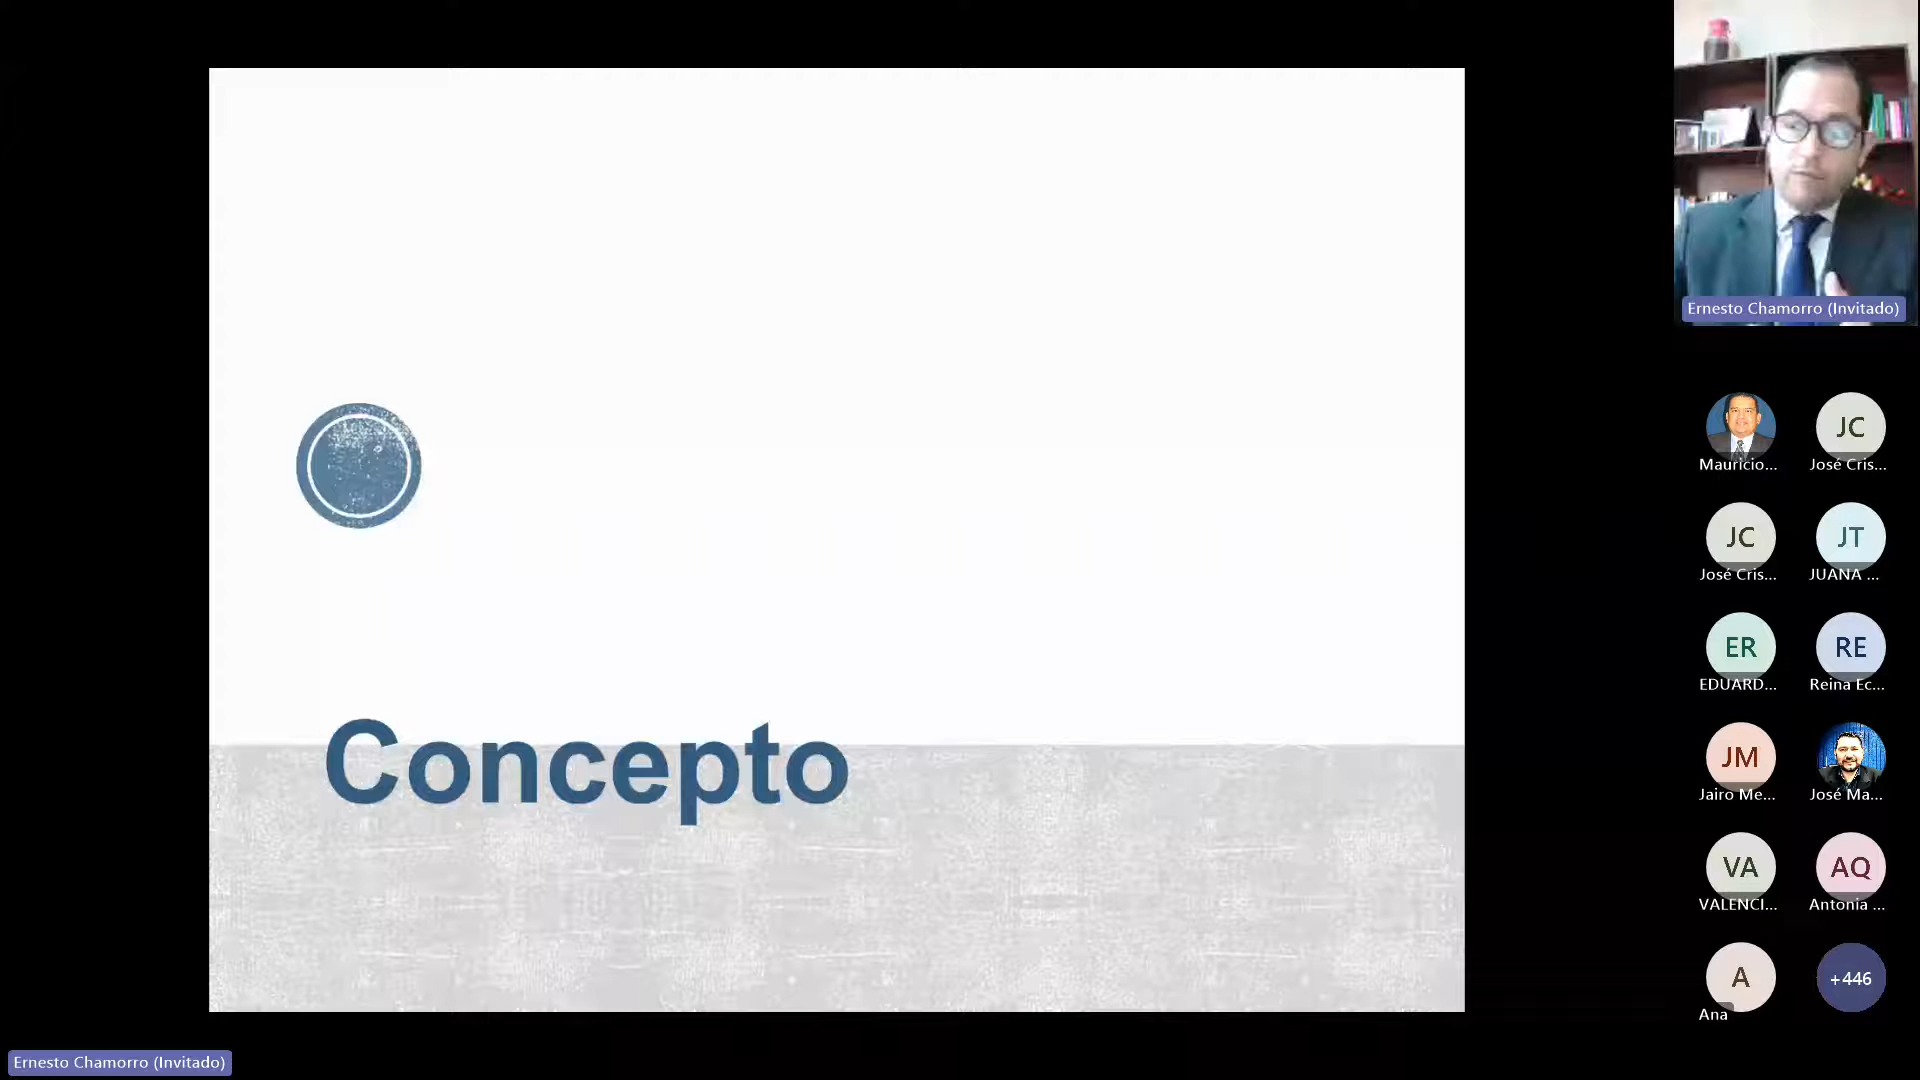 Concepto
Ernesto Chamorro (Invitado)
Mauricio...
JC
José Cris...
JC
José Cris...
JT
JUANA ...
ER
EDUARD...
RE
Reina Ec...
JM
Jairo Me...
José Ma...
VA
VALENCI...
AQ
Antonia ...
A
Ana
+446
Ernesto Chamorro (Invitado)